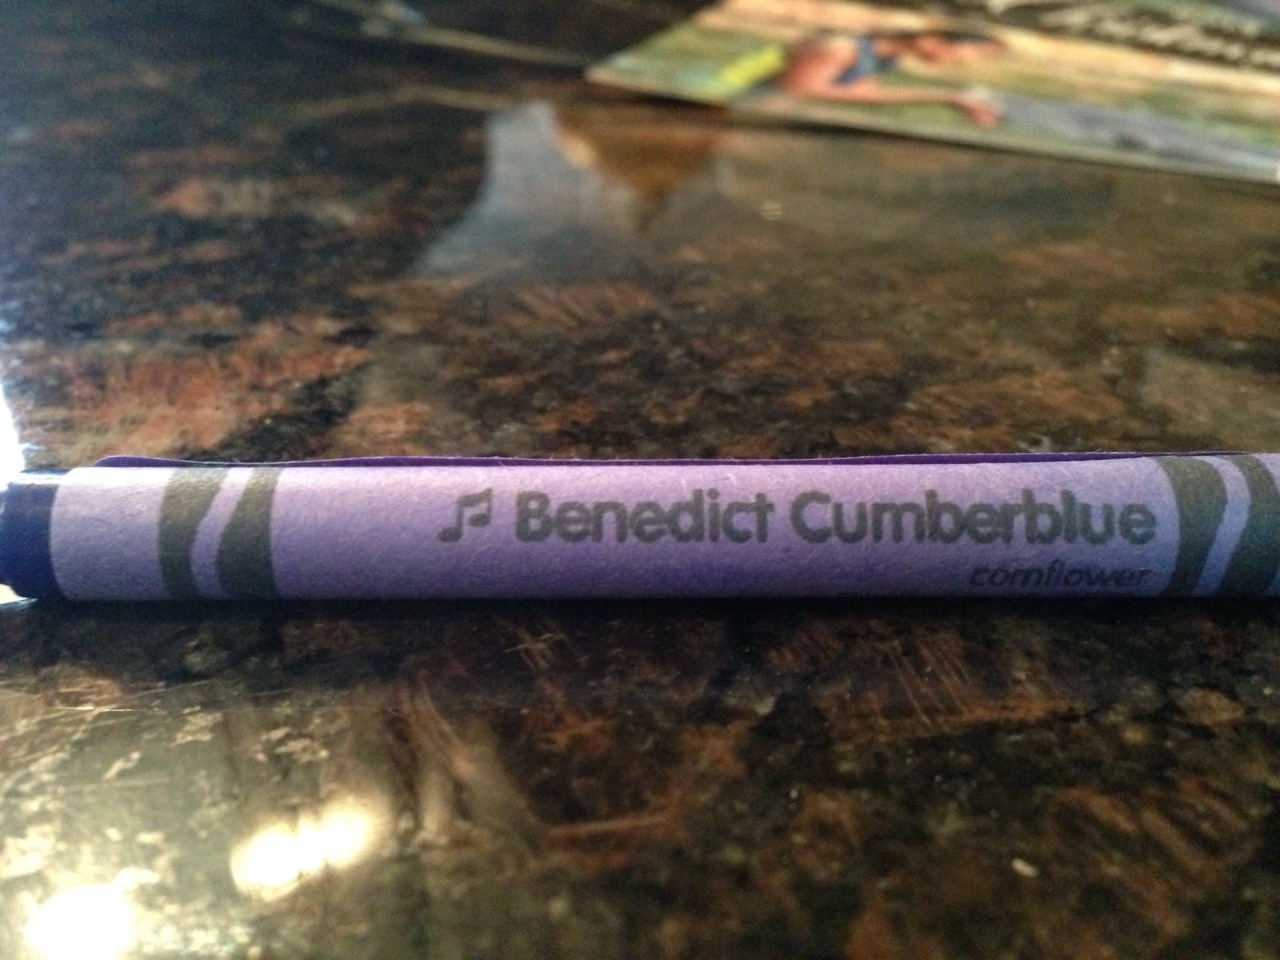 ♫ Benedict Cumberblue
cornflower